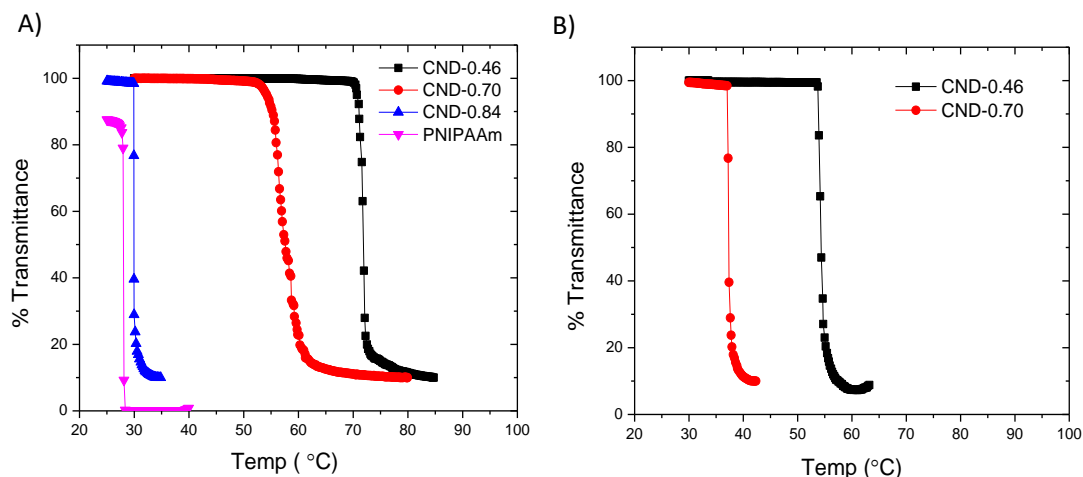 A)
B)
CND-0.46
CND-0.70
CND-0.84
PNIPAAm
CND-0.46
CND-0.70
% Transmittance
100
80
60
40
20
0
20 30 40 50 60 70 80 90 100
Temp ( °C)
% Transmittance
100
80
60
40
20
0
20 30 40 50 60 70 80 90 100
Temp (°C)